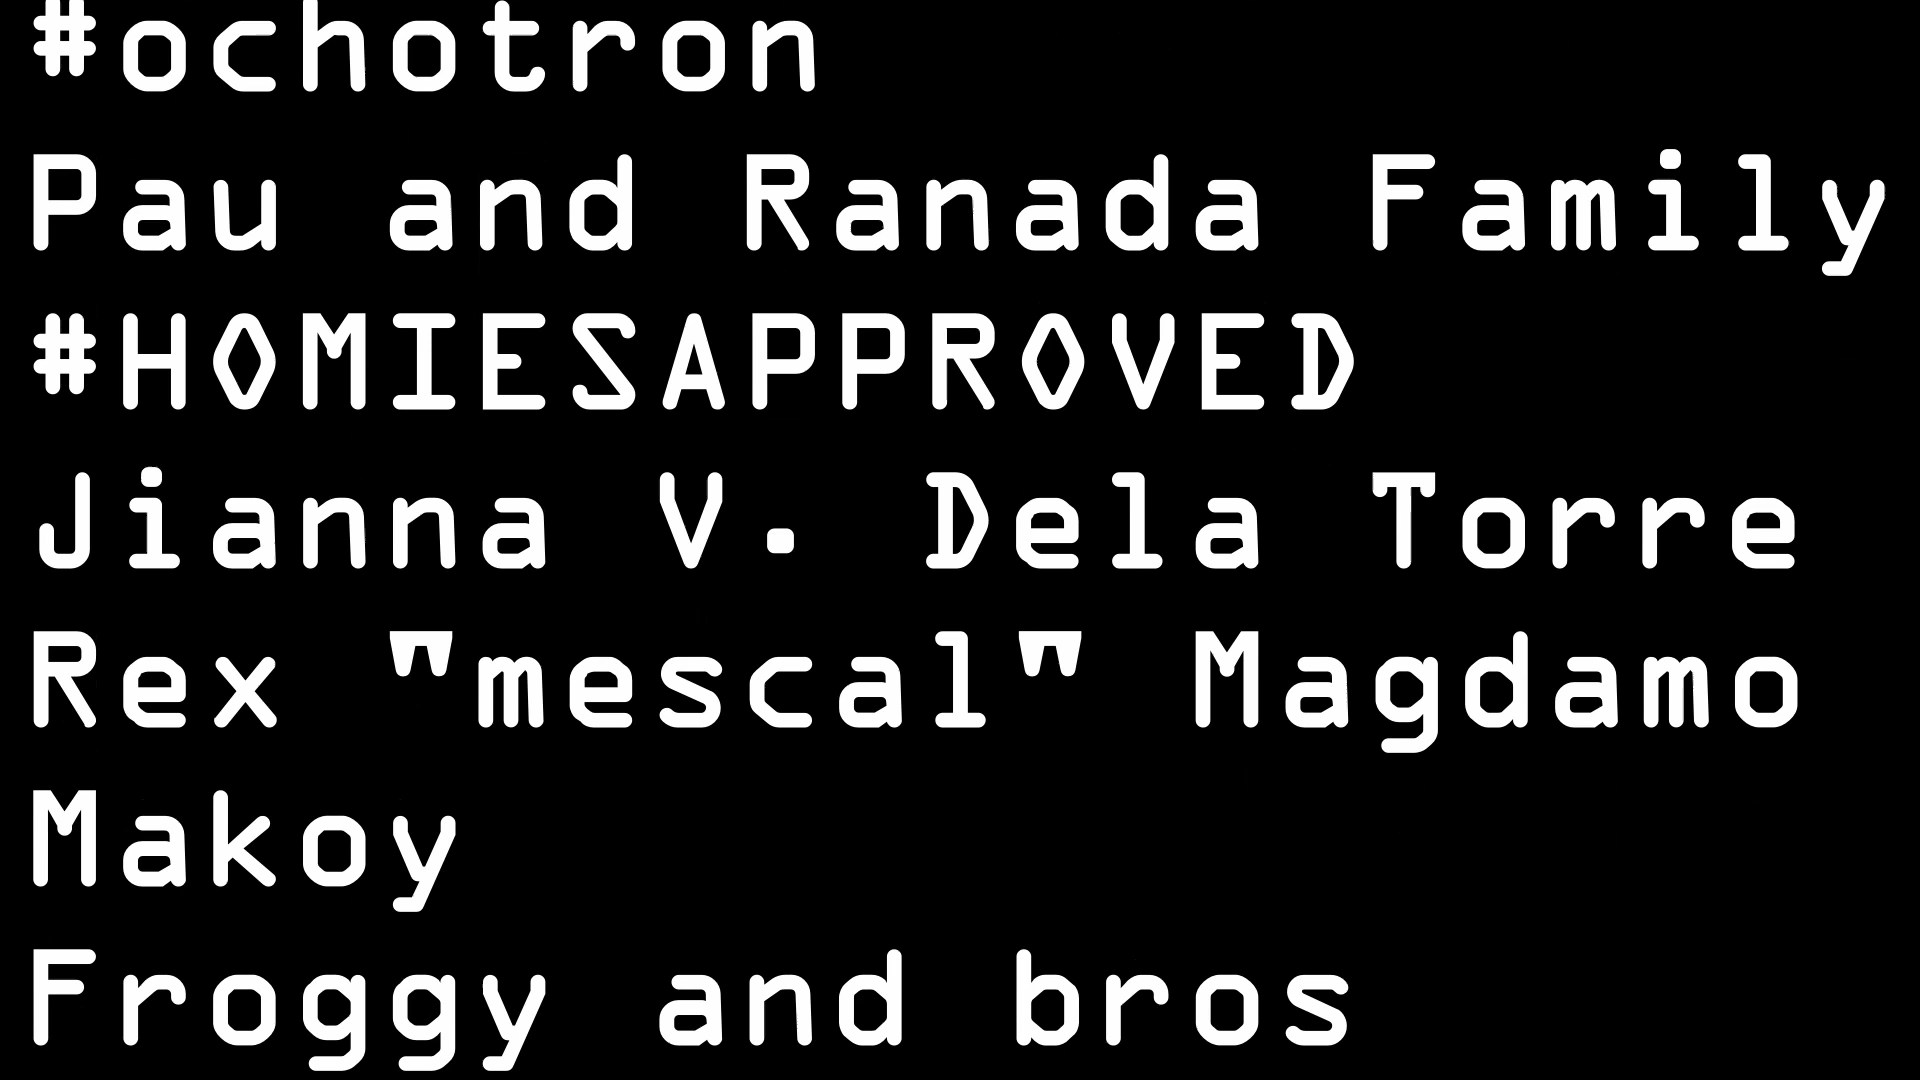 #ochotron
Pau and Ranada Family
#HOMIESAPPROVED
Jianna V. Dela Torre
Rex "mescal" Magdamo
Makoy
Froggy and bros